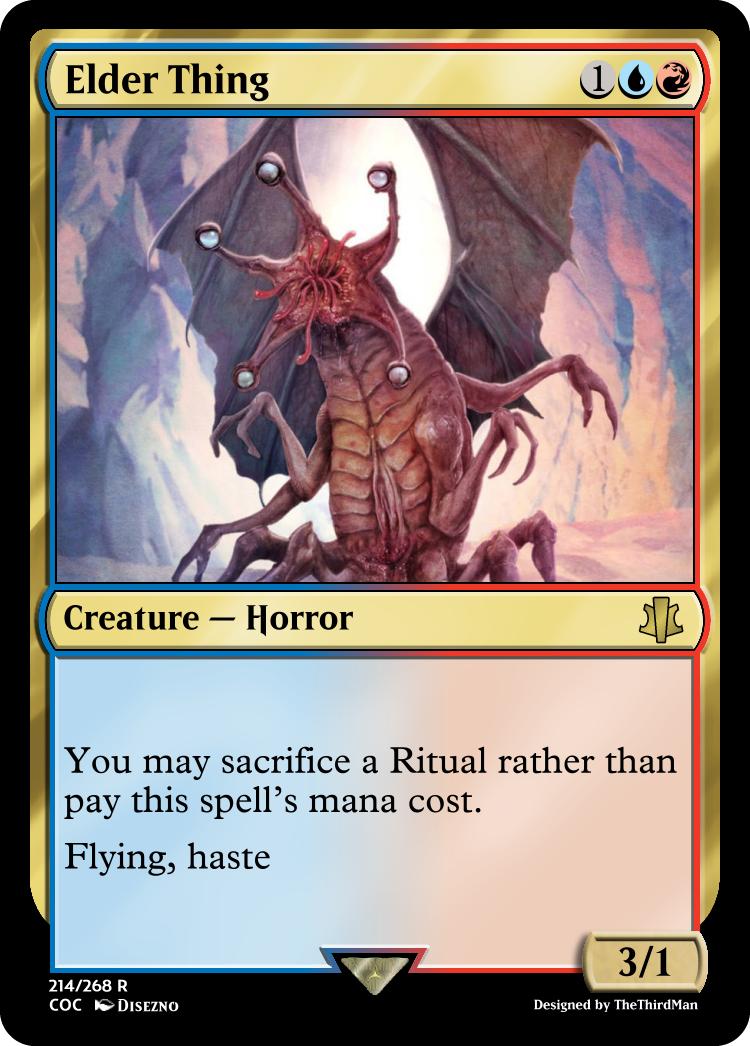 Elder Thing 1
Creature — Horror
You may sacrifice a Ritual rather than
pay this spell's mana cost.
Flying, haste
3/1
214/268 R
COC Disezno
Designed by TheThirdMan